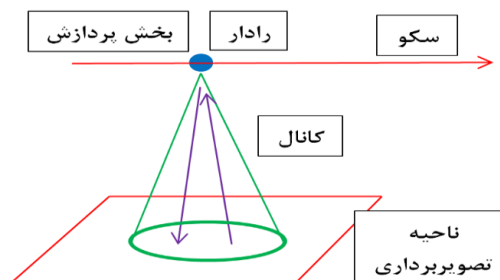 سکو
رادار
بخش پردازش
کانال
ناحیه
تصویربرداری